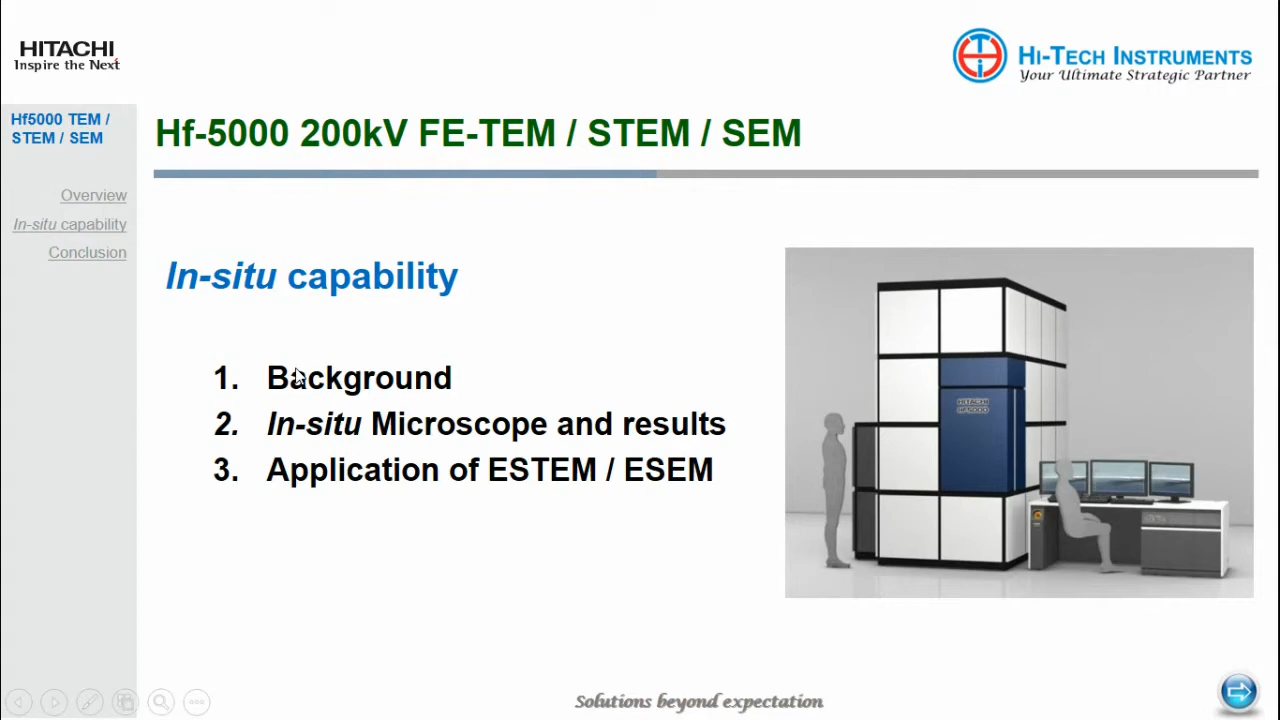 HITACHI
Inspire the Next
HI-TECH INSTRUMENTS
Your Ultimate Strategic Partner
Hf5000 TEM /
STEM / SEM
Overview
In-situ capability
Conclusion
Hf-5000 200kV FE-TEM / STEM / SEM
In-situ capability
1. Background
2. In-situ Microscope and results
3. Application of ESTEM / ESEM
HITACHI
HF5000
Solutions beyond expectation